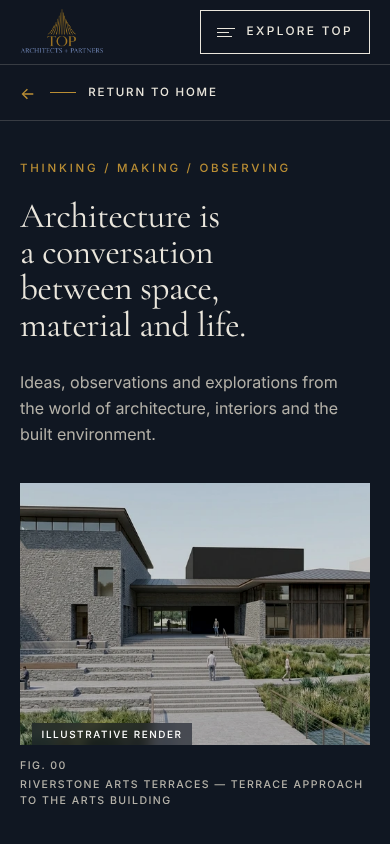 TOP
ARCHITECTS + PARTNERS
EXPLORE TOP
RETURN TO HOME
THINKING / MAKING / OBSERVING
Architecture is
a conversation
between space,
material and life.
Ideas, observations and explorations from
the world of architecture, interiors and the
built environment.
ILLUSTRATIVE RENDER
FIG. 00
RIVERSTONE ARTS TERRACES — TERRACE APPROACH
TO THE ARTS BUILDING